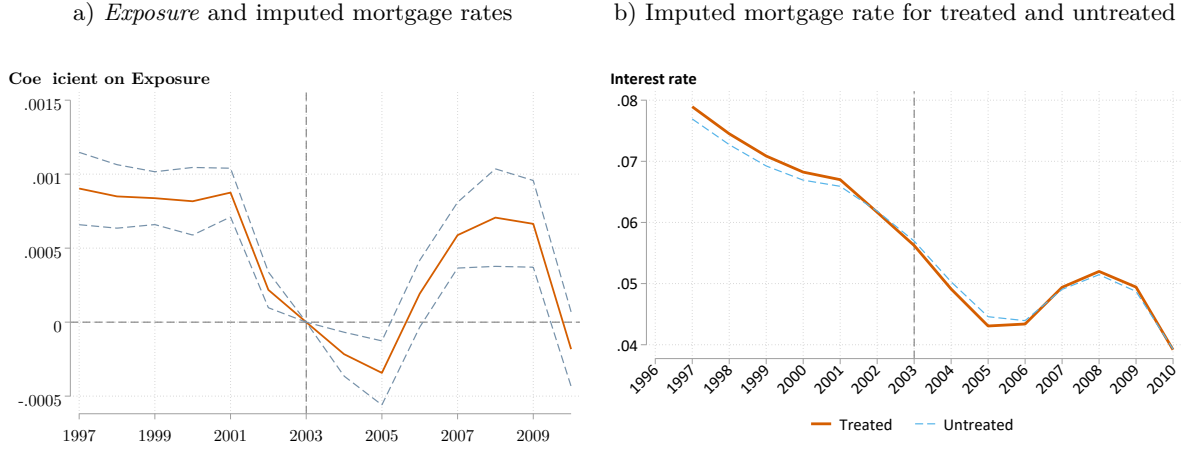 a) Exposure and imputed mortgage rates
Coe icient on Exposure
.0015
.001
.0005
0
-.0005
1997 1999 2001 2003 2005 2007 2009
b) Imputed mortgage rate for treated and untreated
Interest rate
.08
.07
.06
.05
.04
1996 1997 1998 1999 2000 2001 2002 2003 2004 2005 2006 2007 2008 2009 2010
Treated Untreated